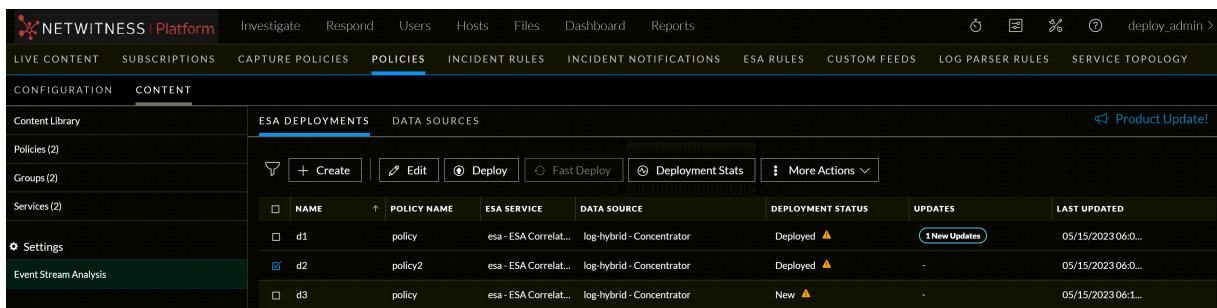 NETWITNESS Platform Investigate Respond Users Hosts Files Dashboard Reports deploy_admin >
LIVE CONTENT SUBSCRIPTIONS CAPTURE POLICIES POLICIES INCIDENT RULES INCIDENT NOTIFICATIONS ESA RULES CUSTOM FEEDS LOG PARSER RULES SERVICE TOPOLOGY
CONFIGURATION CONTENT
Content Library
Policies (2)
Groups (2)
Services (2)
Settings
Event Stream Analysis
ESA DEPLOYMENTS DATA SOURCES Product Update!
+ Create Edit Deploy Fast Deploy Deployment Stats More Actions
NAME ↑ POLICY NAME ESA SERVICE DATA SOURCE DEPLOYMENT STATUS UPDATES LAST UPDATED
d1 policy esa - ESA Correlat... log-hybrid - Concentrator Deployed 1 New Updates 05/15/2023 06:0...
d2 policy2 esa - ESA Correlat... log-hybrid - Concentrator Deployed - 05/15/2023 06:0...
d3 policy esa - ESA Correlat... log-hybrid - Concentrator New - 05/15/2023 06:1...